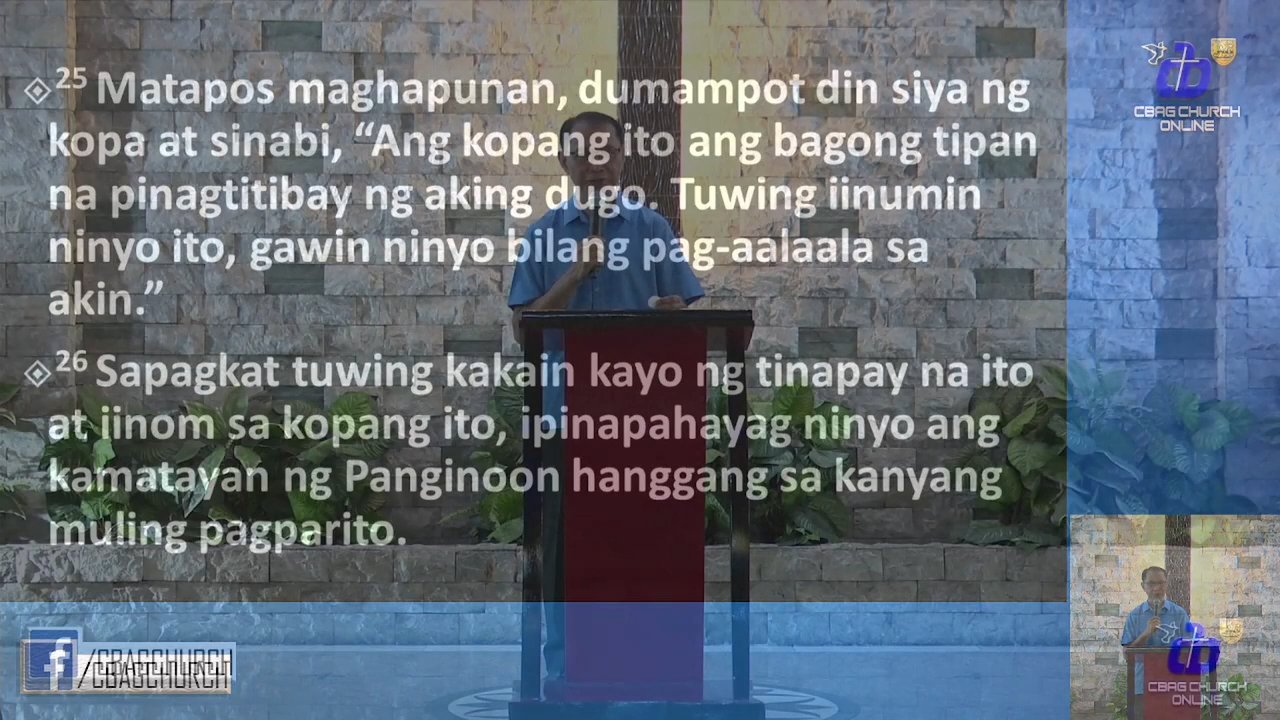 25 Matapos maghapunan, dumampot din siya ng
kopa at sinabi, “Ang kopang ito ang bagong tipan
na pinagtitibay ng aking dugo. Tuwing iinumin
ninyo ito, gawin ninyo bilang pag-aalaala sa
akin.”
26 Sapagkat tuwing kakain kayo ng tinapay na ito
at iinom sa kopang ito, ipinapahayag ninyo ang
kamatayan ng Panginoon hanggang sa kanyang
muling pagparito.
CBAG CHURCH
ONLINE
f /CBAGCHURCH
CBAG CHURCH
ONLINE